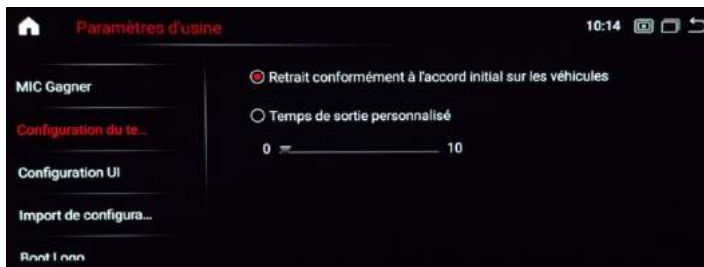 Paramètres d'usine
10:14
MIC Gagner
Retrait conformément à l'accord initial sur les véhicules
Configuration du te...
Temps de sortie personnalisé
0 10
Configuration UI
Import de configura...
Boot Logo